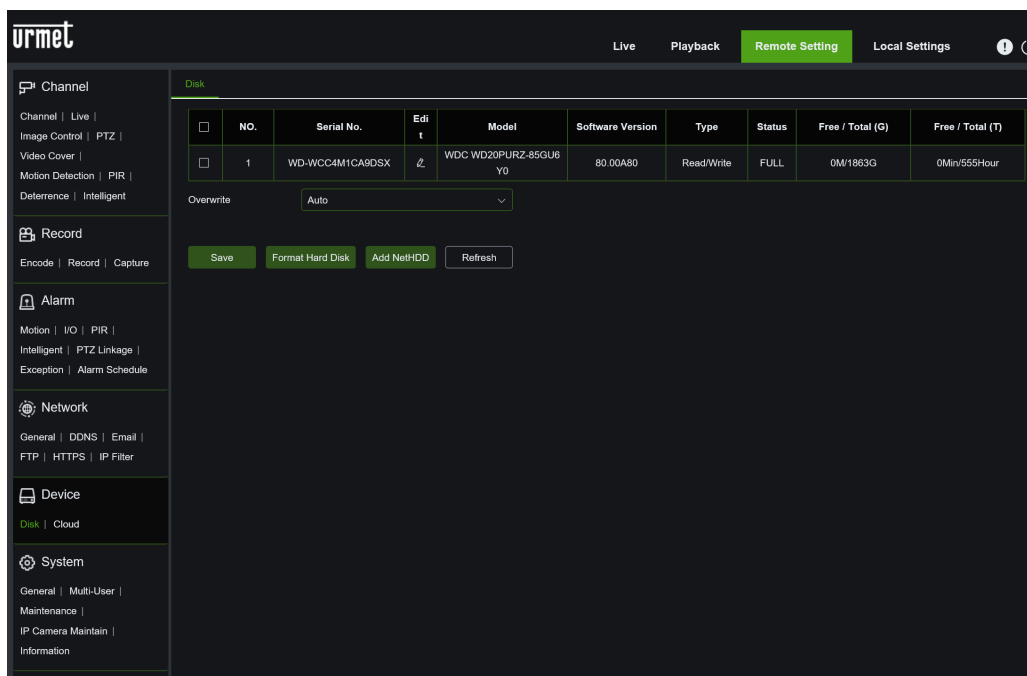 urmet
Live Playback Remote Setting Local Settings
Channel
Channel | Live |
Image Control | PTZ |
Video Cover |
Motion Detection | PIR |
Deterrence | Intelligent
Record
Encode | Record | Capture
Alarm
Motion | I/O | PIR |
Intelligent | PTZ Linkage |
Exception | Alarm Schedule
Network
General | DDNS | Email |
FTP | HTTPS | IP Filter
Device
Disk | Cloud
System
General | Multi-User |
Maintenance |
IP Camera Maintain |
Information
Disk
NO. Serial No. Edi
t Model Software Version Type Status Free / Total (G) Free / Total (T)
1 WD-WCC4M1CA9DSX WDC WD20PURZ-85GU6
Y0 80.00A80 Read/Write FULL 0M/1863G 0Min/555Hour
Overwrite Auto
Save Format Hard Disk Add NetHDD Refresh